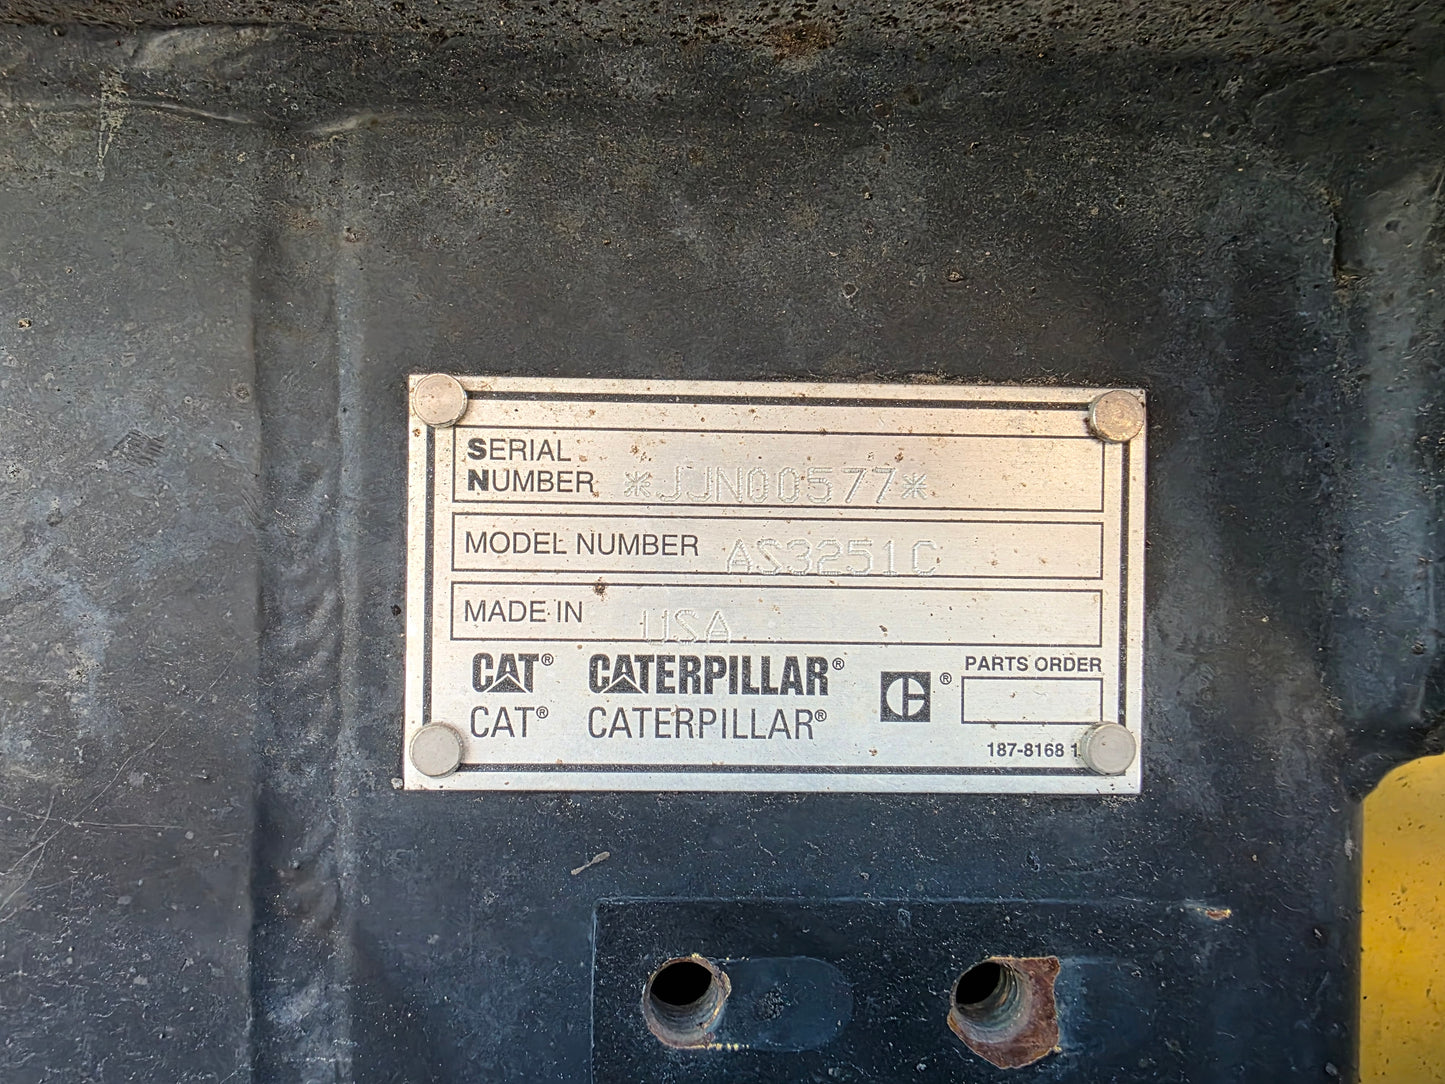 SERIAL
NUMBER *JJN00577*
MODEL NUMBER AS3251C
MADE IN USA
CAT® CATERPILLAR® ® PARTS ORDER
CAT® CATERPILLAR®
187-8168